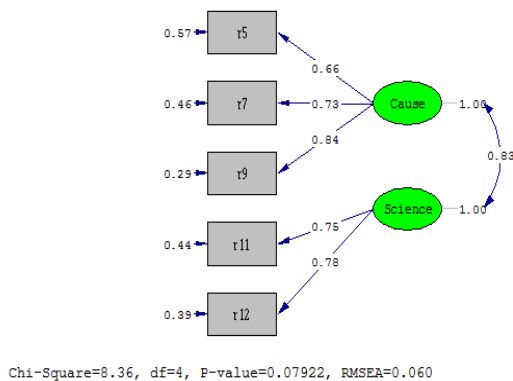 0.57 r5
0.66
0.46 r7 0.73 Cause 1.00
0.84
0.83
0.29 r9
Science 1.00
0.75
0.44 r11
0.78
0.39 r12
Chi-Square=8.36, df=4, P-value=0.07922, RMSEA=0.060